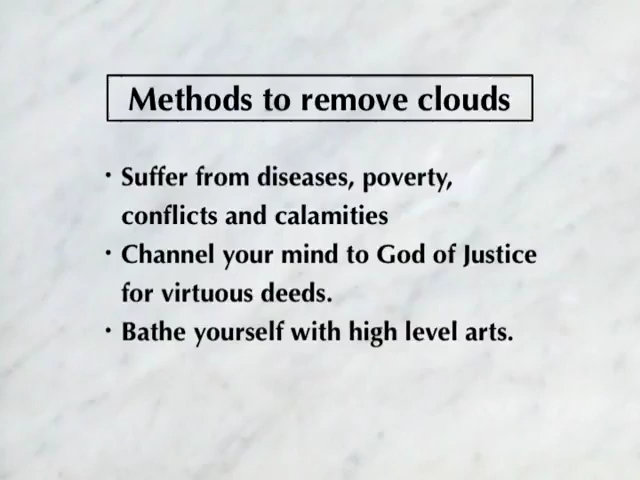 Methods to remove clouds
· Suffer from diseases, poverty,
conflicts and calamities
· Channel your mind to God of Justice
for virtuous deeds.
· Bathe yourself with high level arts.